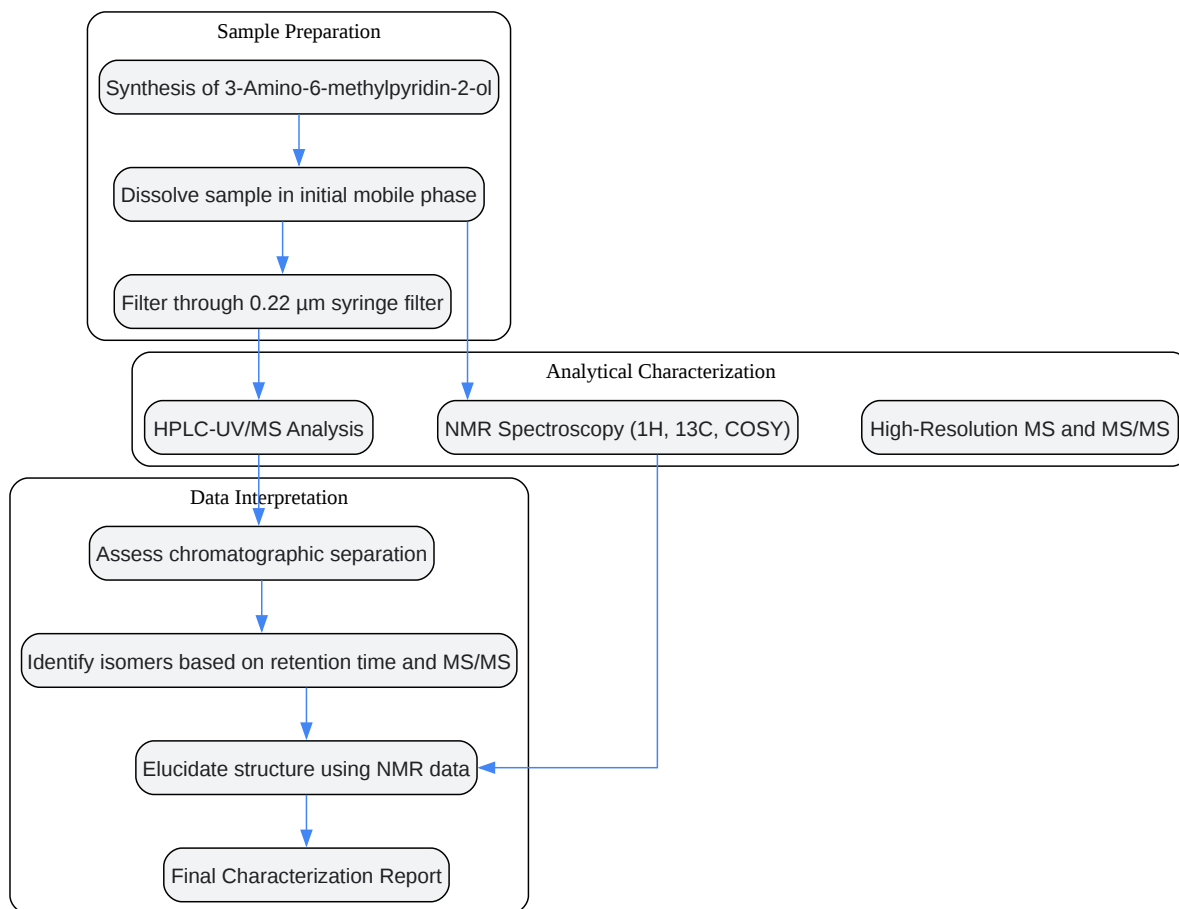 Sample Preparation
Synthesis of 3-Amino-6-methylpyridin-2-ol
Dissolve sample in initial mobile phase
Filter through 0.22 µm syringe filter
Analytical Characterization
HPLC-UV/MS Analysis
NMR Spectroscopy (1H, 13C, COSY)
High-Resolution MS and MS/MS
Data Interpretation
Assess chromatographic separation
Identify isomers based on retention time and MS/MS
Elucidate structure using NMR data
Final Characterization Report